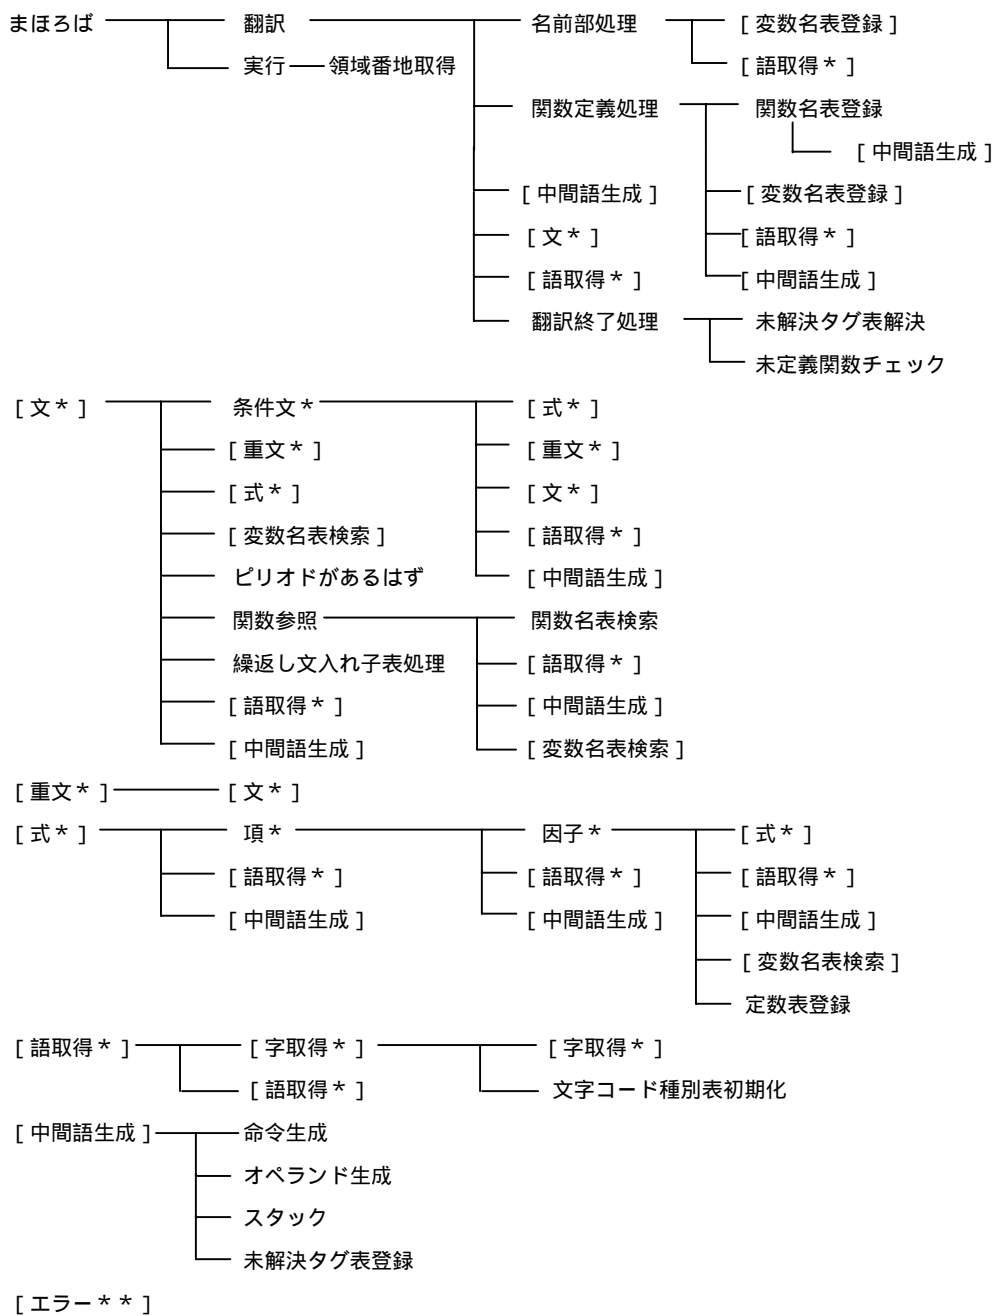 まほろば 翻訳 名前部処理 [ 変数名表登録 ]
実行 領域番地取得 [ 語取得＊ ]
関数定義処理 関数名表登録
[ 中間語生成 ]
[ 中間語生成 ] [ 変数名表登録 ]
[ 文＊ ] [ 語取得＊ ]
[ 語取得＊ ] [ 中間語生成 ]
翻訳終了処理 未解決タグ表解決
未定義関数チェック
[ 文＊ ] 条件文＊ [ 式＊ ]
[ 重文＊ ] [ 重文＊ ]
[ 式＊ ] [ 文＊ ]
[ 変数名表検索 ] [ 語取得＊ ]
ピリオドがあるはず [ 中間語生成 ]
関数参照 関数名表検索
繰返し文入れ子表処理 [ 語取得＊ ]
[ 語取得＊ ] [ 中間語生成 ]
[ 中間語生成 ] [ 変数名表検索 ]
[ 重文＊ ] [ 文＊ ]
[ 式＊ ] 項＊ 因子＊ [ 式＊ ]
[ 語取得＊ ] [ 語取得＊ ] [ 語取得＊ ]
[ 中間語生成 ] [ 中間語生成 ] [ 中間語生成 ]
[ 変数名表検索 ]
定数表登録
[ 語取得＊ ] [ 字取得＊ ] [ 字取得＊ ]
[ 語取得＊ ] 文字コード種別表初期化
[ 中間語生成 ] 命令生成
オペランド生成
スタック
未解決タグ表登録
[ エラー＊＊ ]